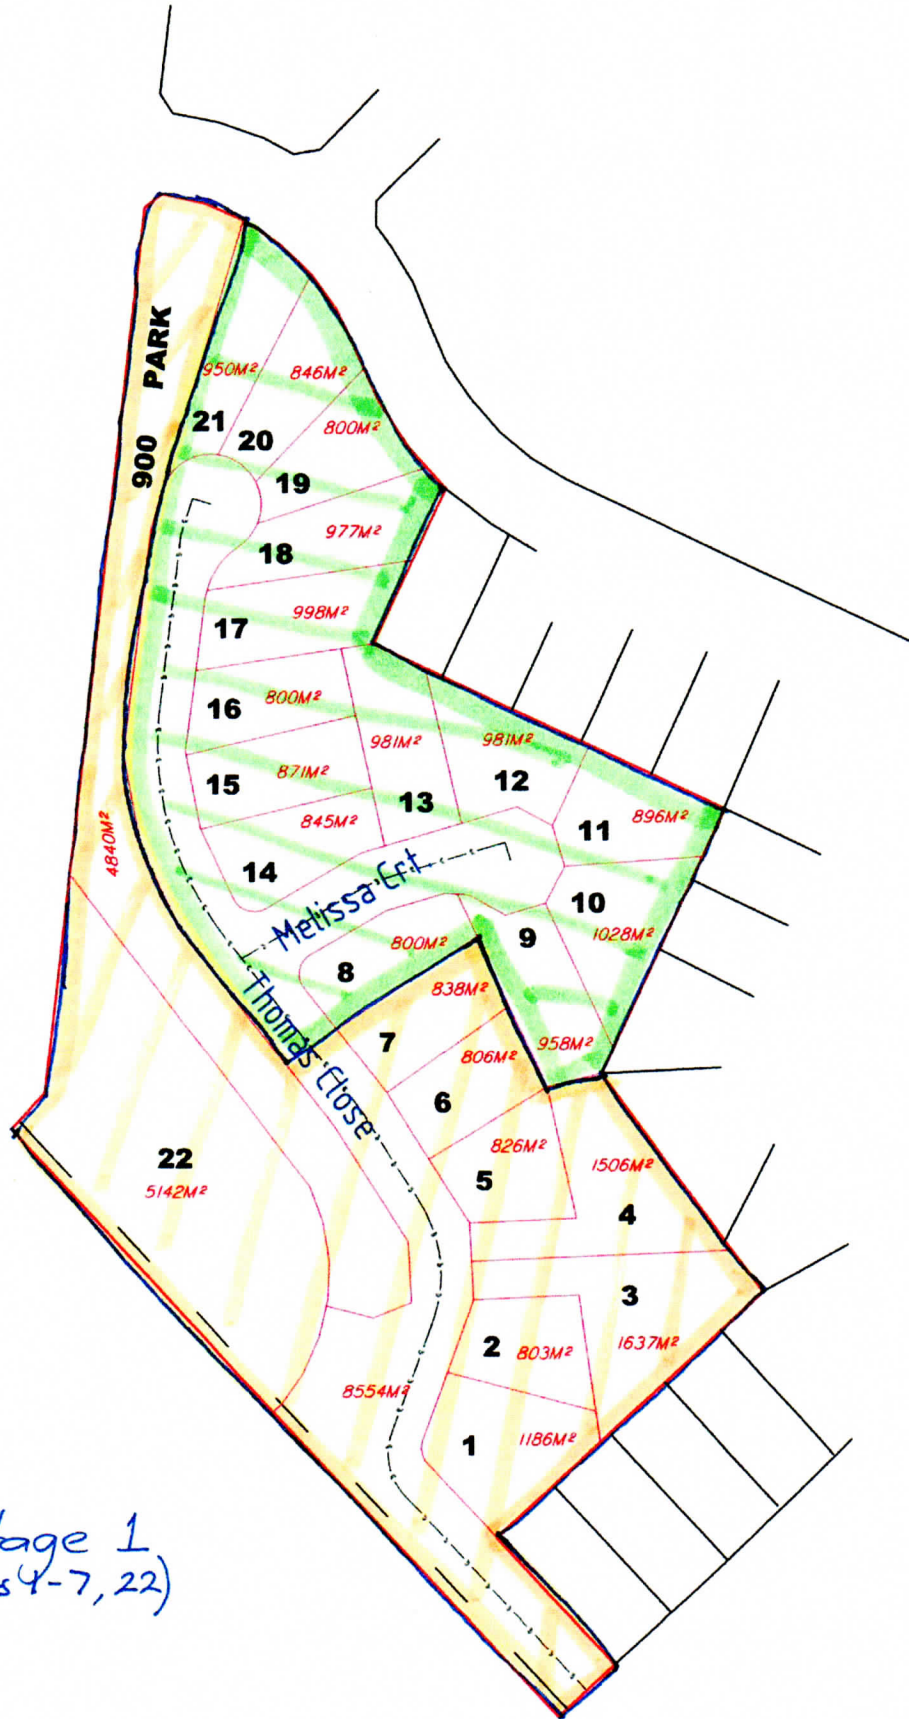 PARK
900
950M²
846M²
800M²
21
20
19
977M²
18
998M²
17
800M²
16
981M²
981M²
871M²
12
15
13
845M²
896M²
11
4840M²
14
10
Melissa Crt
1028M²
9
800M²
8
838M²
Thomas Close
7
806M²
958M²
6
826M²
22
5142M²
5
1506M²
4
3
2
803M²
1637M²
8554M²
1
1186M²
1
4-7, 22)